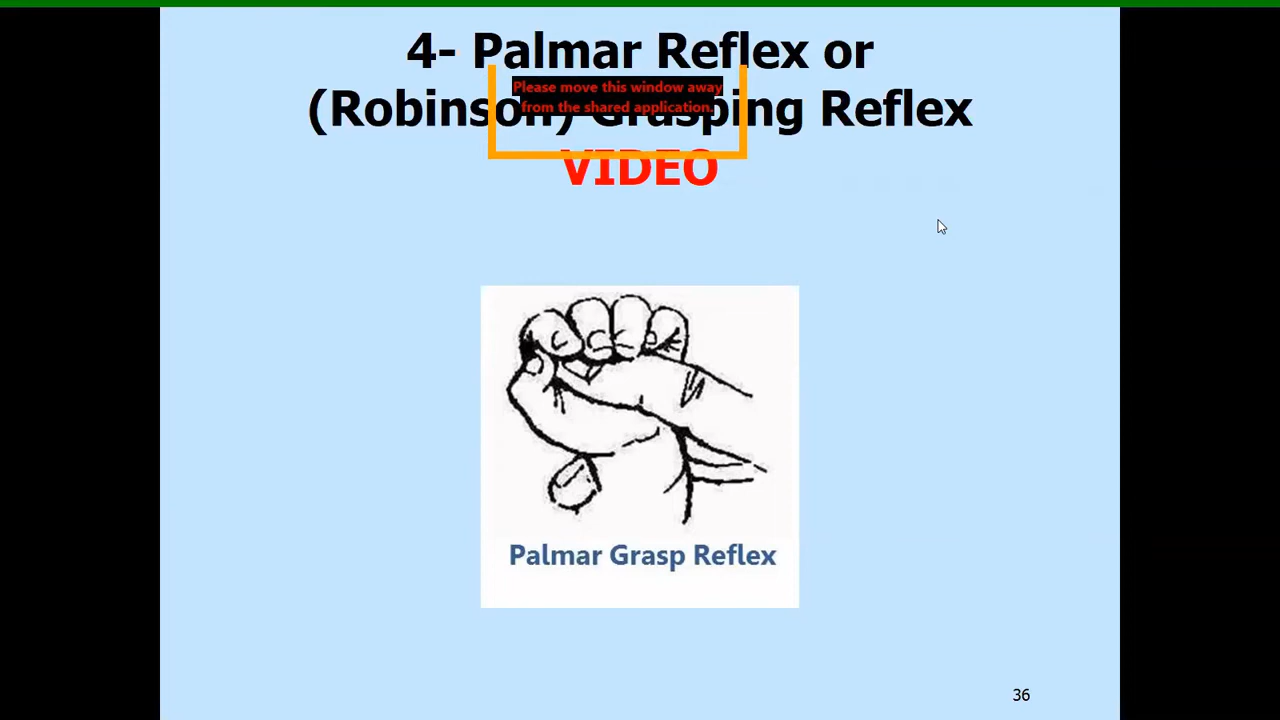 4- Palmar Reflex or
Please move this window away
from the shared application.
(Robinson) Grasping Reflex
VIDEO
Palmar Grasp Reflex
36